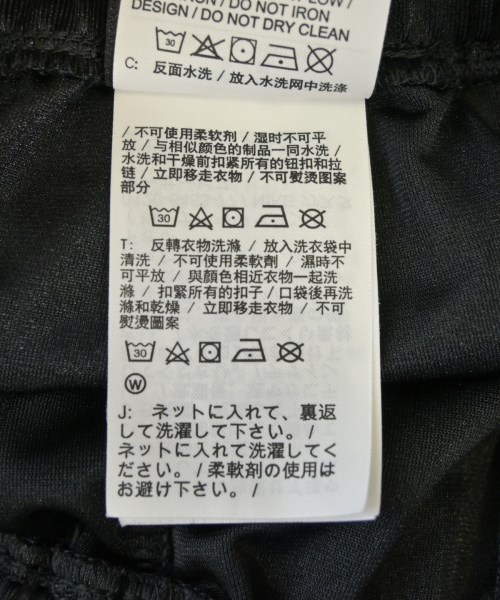 DESIGN / DO NOT IRON
DESIGN / DO NOT DRY CLEAN
30
C: 反面水洗 / 放入水洗网中洗涤
/ 不可使用柔软剂 / 湿时不可平
放 / 与相似颜色的制品一同水洗 /
水洗和干燥前扣紧所有的钮扣和拉
链 / 立即移走衣物 / 不可熨烫图案
部分
30
T: 反轉衣物洗滌 / 放入洗衣袋中
清洗 / 不可使用柔軟劑 / 濕時不
可平放 / 與顏色相近衣物一起洗
滌 / 扣緊所有的扣子 / 口袋後再洗
滌和乾燥 / 立即移走衣物 / 不可
熨燙圖案
30
W
J: ネットに入れて、裏返
して洗濯して下さい。/
ネットに入れて洗濯してく
ださい。/ 柔軟剤の使用は
お避け下さい。/